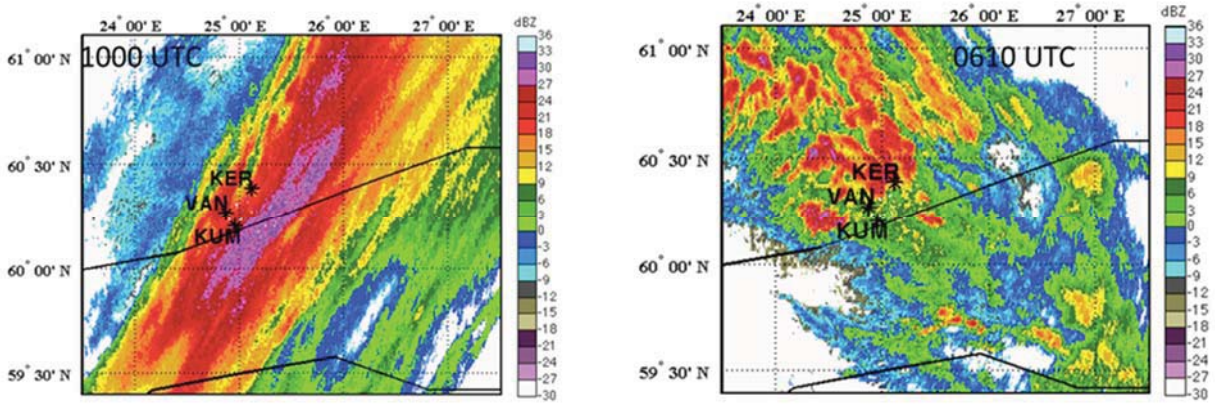 24° 00' E 25° 00' E 26° 00' E 27° 00' E dBZ
1000 UTC
61° 00' N
60° 30' N
60° 00' N
59° 30' N
KER
VAN
KUM
36
33
30
27
24
21
18
15
12
9
6
3
0
-3
-6
-9
-12
-15
-18
-21
-24
-27
-30
24° 00' E 25° 00' E 26° 00' E 27° 00' E dBZ
0610 UTC
61° 00' N
60° 30' N
60° 00' N
59° 30' N
KER
VAN
KUM
36
33
30
27
24
21
18
15
12
9
6
3
0
-3
-6
-9
-12
-15
-18
-21
-24
-27
-30